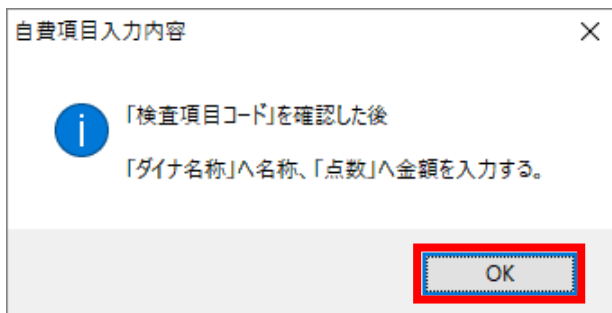 自費項目入力内容
「検査項目コード」を確認した後
「ダイナ名称」へ名称、「点数」へ金額を入力する。
OK